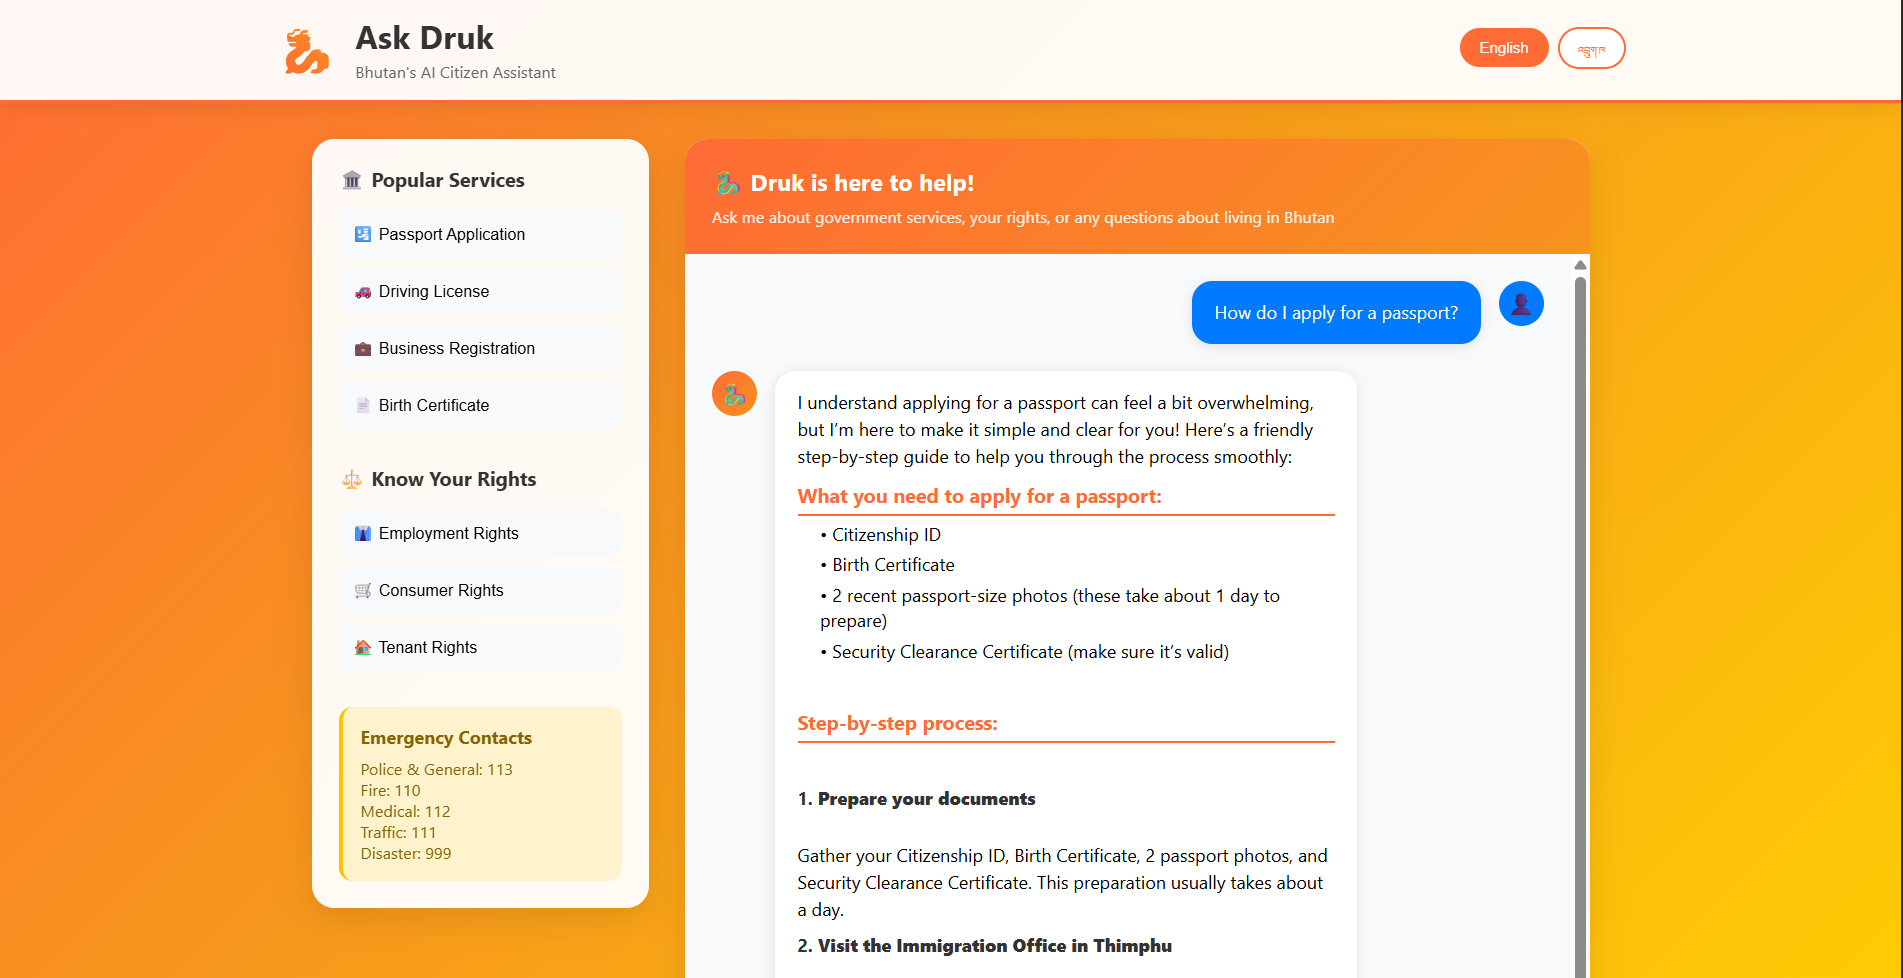 Ask Druk
Bhutan's AI Citizen Assistant
English
Popular Services
Passport Application
Driving License
Business Registration
Birth Certificate
Know Your Rights
Employment Rights
Consumer Rights
Tenant Rights
Emergency Contacts
Police & General: 113
Fire: 110
Medical: 112
Traffic: 111
Disaster: 999
Druk is here to help!
Ask me about government services, your rights, or any questions about living in Bhutan
How do I apply for a passport?
I understand applying for a passport can feel a bit overwhelming,
but I’m here to make it simple and clear for you! Here’s a friendly
step-by-step guide to help you through the process smoothly:
What you need to apply for a passport:
• Citizenship ID
• Birth Certificate
• 2 recent passport-size photos (these take about 1 day to
prepare)
• Security Clearance Certificate (make sure it’s valid)
Step-by-step process:
1. Prepare your documents
Gather your Citizenship ID, Birth Certificate, 2 passport photos, and
Security Clearance Certificate. This preparation usually takes about
a day.
2. Visit the Immigration Office in Thimphu